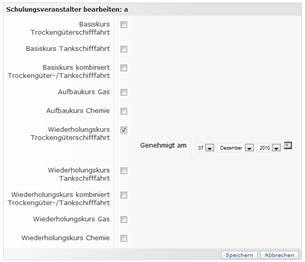 Schulungsveranstalter bearbeiten: a
Basiskurs
Trockengüterschifffahrt
Basiskurs Tankschifffahrt
Basiskurs kombiniert
Trockengüter-/Tankschifffahrt
Aufbaukurs Gas
Aufbaukurs Chemie
Wiederholungskurs
Trockengüterschifffahrt
Genehmigt am 07 Dezember 2010
Wiederholungskurs
Tankschifffahrt
Wiederholungskurs kombiniert
Trockengüter-/Tankschifffahrt
Wiederholungskurs Gas
Wiederholungskurs Chemie
Speichern Abbrechen